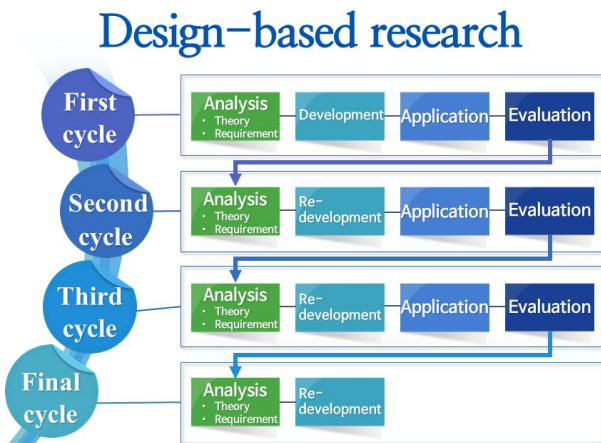 Design-based research
First
cycle
Analysis
• Theory
• Requirement
Development
Application
Evaluation
Second
cycle
Analysis
• Theory
• Requirement
Re-
development
Application
Evaluation
Third
cycle
Analysis
• Theory
• Requirement
Re-
development
Application
Evaluation
Final
cycle
Analysis
• Theory
• Requirement
Re-
development